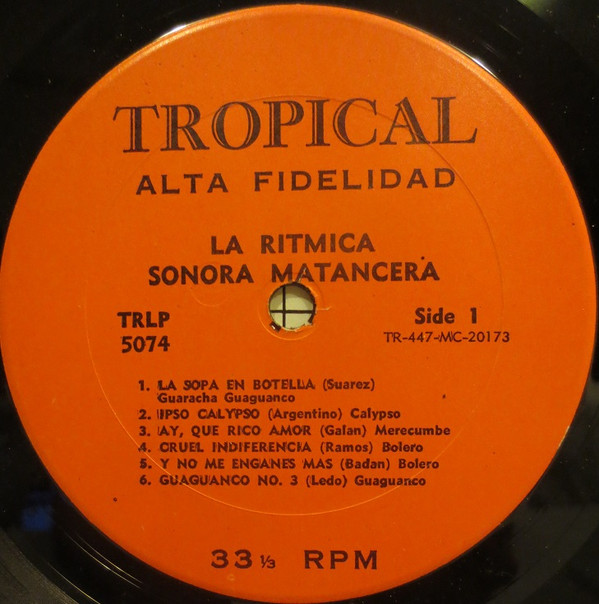 TROPICAL
ALTA FIDELIDAD
LA RITMICA
SONORA MATANCERA
TRLP
5074
Side 1
TR-447-MC-20173
1. LA SOPA EN BOTELLA (Suarez)
Guaracha Guaguanco
2. IPSO CALYPSO (Argentino) Calypso
3. AY, QUE RICO AMOR (Galan) Merecumbe
4. CRUEL INDIFERENCIA (Ramos) Bolero
5. Y NO ME ENGANES MAS (Badan) Bolero
6. GUAGUANCO NO. 3 (Ledo) Guaguanco
33 ⅓ RPM